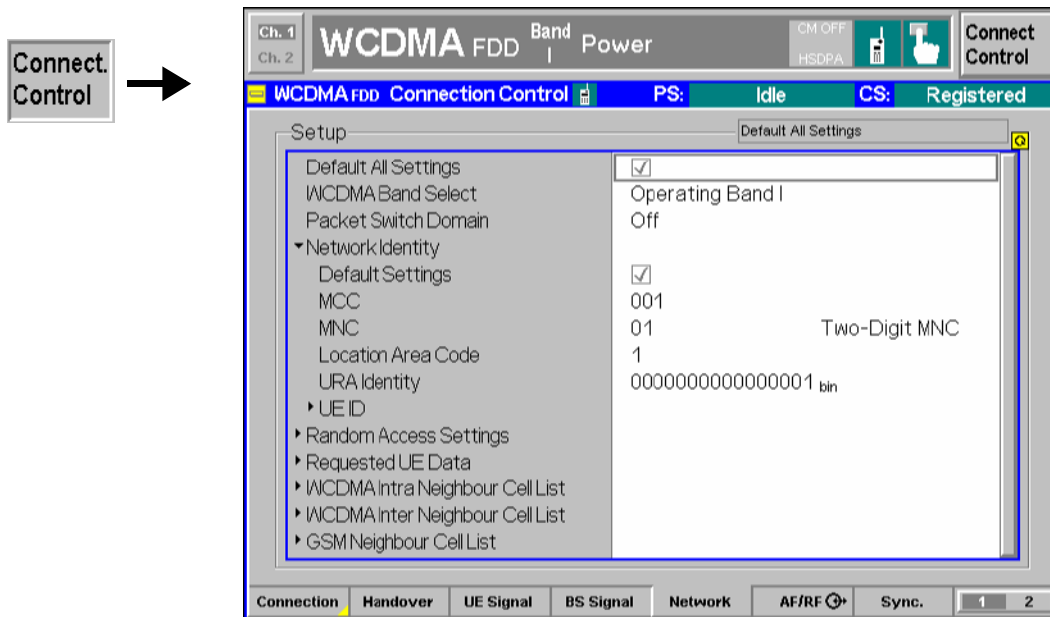 Connect.
Control
Ch. 1
Ch. 2
WCDMA FDD Band I Power
CM OFF
HSDPA
Connect
Control
WCDMA FDD Connection Control PS: Idle CS: Registered
Setup
Default All Settings
Default All Settings
WCDMA Band Select Operating Band I
Packet Switch Domain Off
Network Identity
Default Settings
MCC 001
MNC 01 Two-Digit MNC
Location Area Code 1
URA Identity 0000000000000001 bin
UE ID
Random Access Settings
Requested UE Data
WCDMA Intra Neighbour Cell List
WCDMA Inter Neighbour Cell List
GSM Neighbour Cell List
Connection Handover UE Signal BS Signal Network AF/RF Sync. 1 2